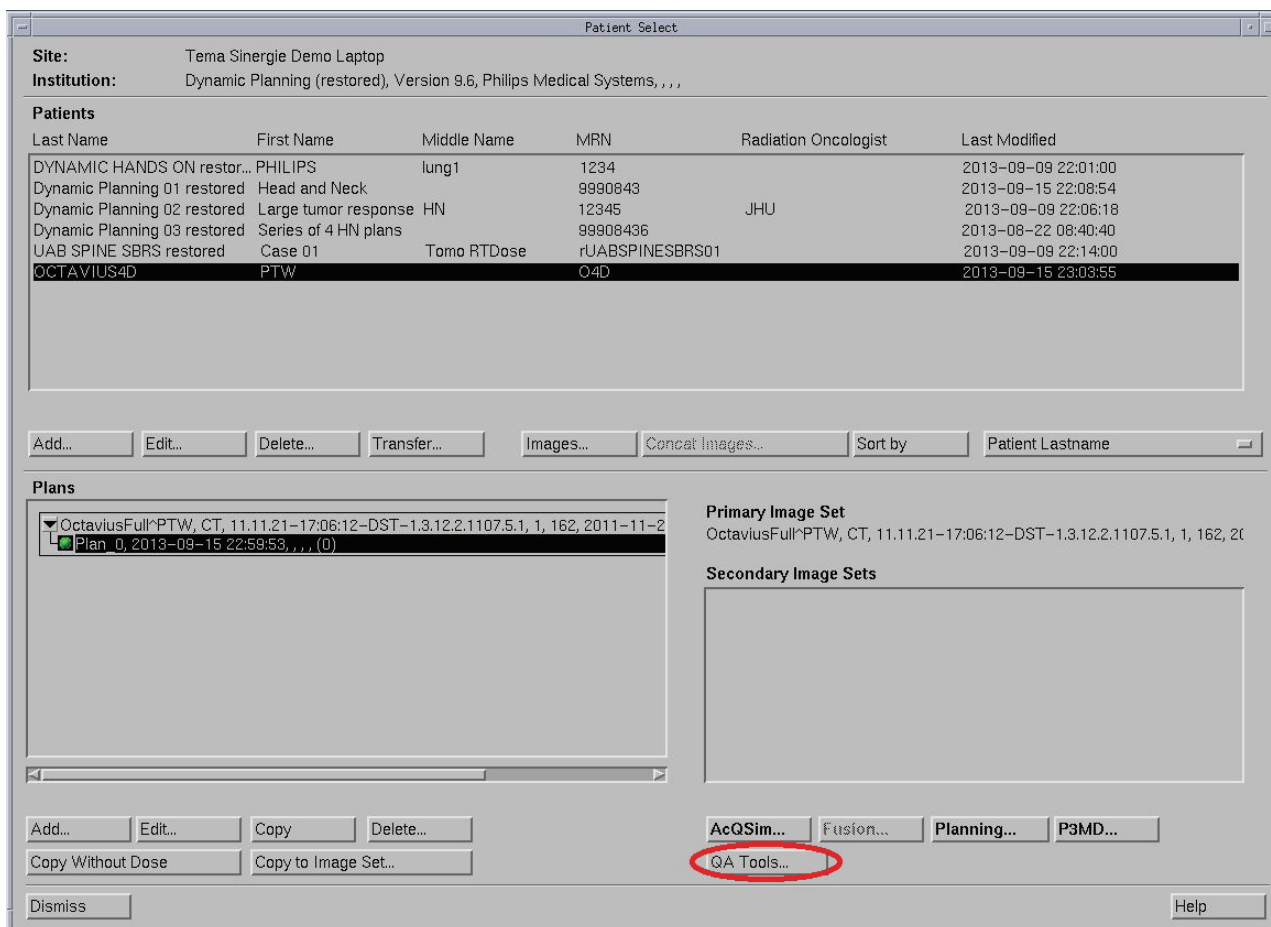 Patient Select
Site: Tema Sinergie Demo Laptop
Institution: Dynamic Planning (restored), Version 9.6, Philips Medical Systems, , , ,
Patients
Last Name First Name Middle Name MRN Radiation Oncologist Last Modified
DYNAMIC HANDS ON restor... PHILIPS lung1 1234 2013-09-09 22:01:00
Dynamic Planning 01 restored Head and Neck 9990843 2013-09-15 22:08:54
Dynamic Planning 02 restored Large tumor response HN 12345 JHU 2013-09-09 22:06:18
Dynamic Planning 03 restored Series of 4 HN plans 99908436 2013-08-22 08:40:40
UAB SPINE SBRS restored Case 01 Tomo RTDose rUABSPINESBRS01 2013-09-09 22:14:00
OCTAVIUS4D PTW O4D 2013-09-15 23:03:55
Add... Edit... Delete... Transfer... Images... Concat Images... Sort by Patient Lastname
Plans
OctaviusFull^PTW, CT, 11.11.21-17:06:12-DST-1.3.12.2.1107.5.1, 1, 162, 2011-11-2
Plan_0, 2013-09-15 22:59:53, , , , (0)
Primary Image Set
OctaviusFull^PTW, CT, 11.11.21-17:06:12-DST-1.3.12.2.1107.5.1, 1, 162, 20
Secondary Image Sets
Add... Edit... Copy Delete... AcQSim... Fusion... Planning... P3MD...
Copy Without Dose Copy to Image Set... QA Tools...
Dismiss Help